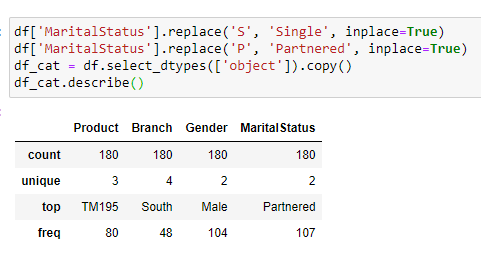 df['MaritalStatus'].replace('S', 'Single', inplace=True)
df['MaritalStatus'].replace('P', 'Partnered', inplace=True)
df_cat = df.select_dtypes(['object']).copy()
df_cat.describe()
Product Branch Gender MaritalStatus
count 180 180 180 180
unique 3 4 2 2
top TM195 South Male Partnered
freq 80 48 104 107